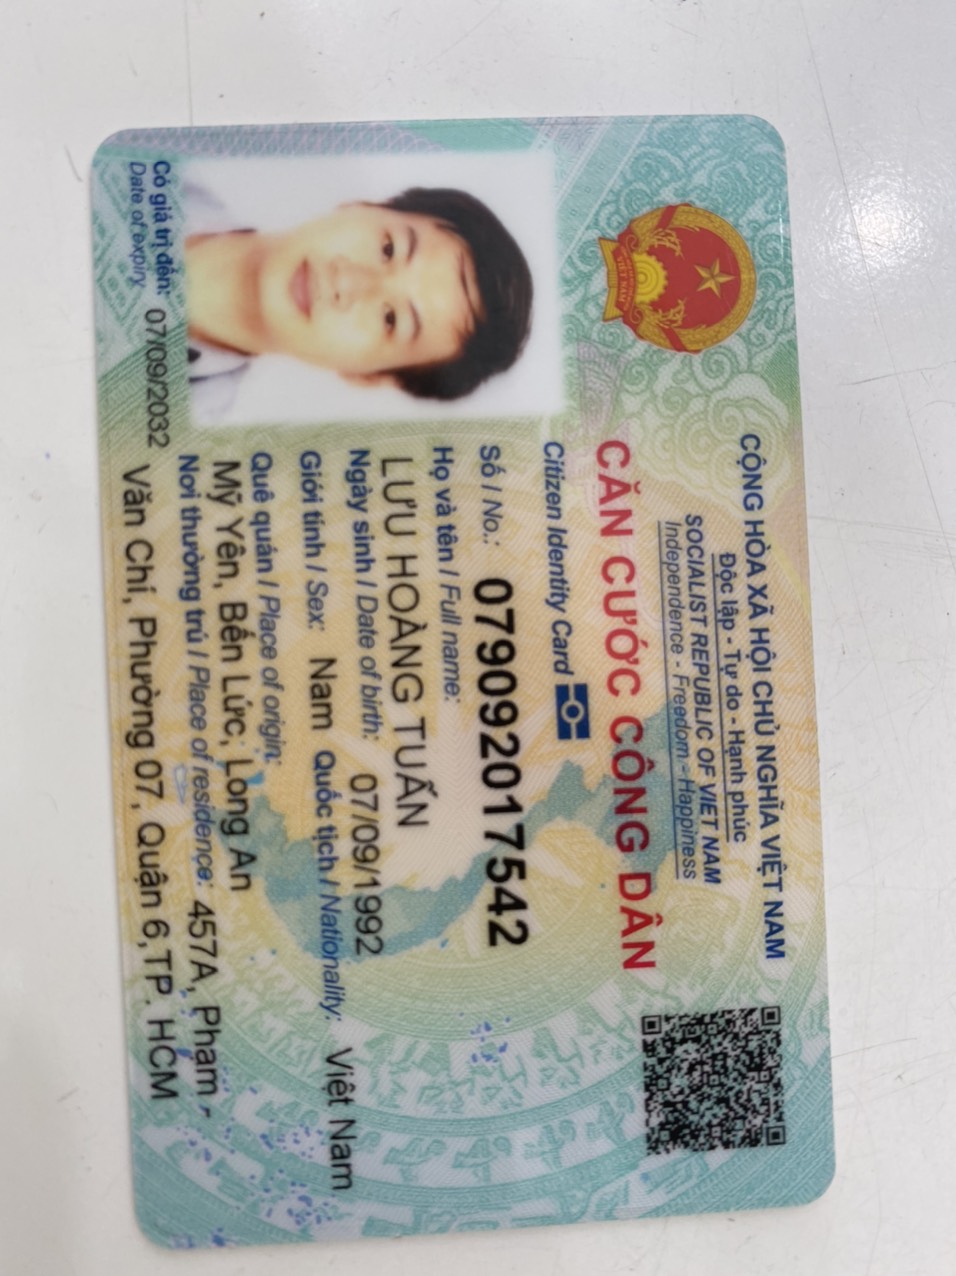 CỘNG HÒA XÃ HỘI CHỦ NGHĨA VIỆT NAM
Độc lập - Tự do - Hạnh phúc
SOCIALIST REPUBLIC OF VIET NAM
Independence - Freedom - Happiness
CĂN CƯỚC CÔNG DÂN
Citizen Identity Card
Số / No.: 079092017542
Họ và tên / Full name:
LƯU HOÀNG TUẤN
Ngày sinh / Date of birth: 07/09/1992
Giới tính / Sex: Nam Quốc tịch / Nationality: Việt Nam
Quê quán / Place of origin:
Mỹ Yên, Bến Lức, Long An
Nơi thường trú / Place of residence: 457A, Phạm
Văn Chí, Phường 07, Quận 6,TP. HCM
Có giá trị đến: 07/09/2032
Date of expiry
VIỆT NAM